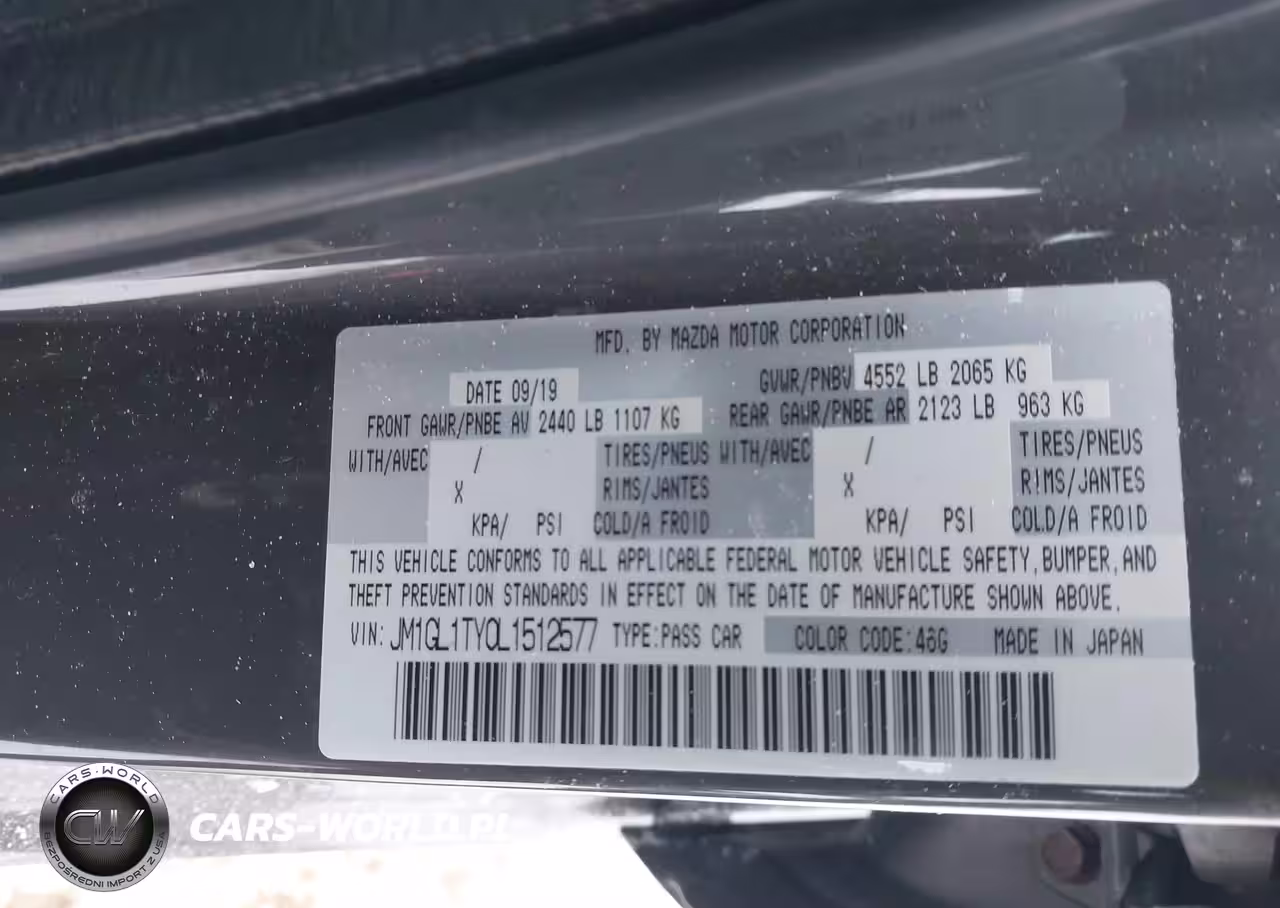 MFD. BY MAZDA MOTOR CORPORATION
DATE 09/19 GVWR/PNBV 4552 LB 2065 KG
FRONT GAWR/PNBE AV 2440 LB 1107 KG REAR GAWR/PNBE AR 2123 LB 963 KG
WITH/AVEC / TIRES/PNEUS WITH/AVEC / TIRES/PNEUS
X RIMS/JANTES X RIMS/JANTES
KPA/ PSI COLD/A FROID KPA/ PSI COLD/A FROID
THIS VEHICLE CONFORMS TO ALL APPLICABLE FEDERAL MOTOR VEHICLE SAFETY, BUMPER, AND
THEFT PREVENTION STANDARDS IN EFFECT ON THE DATE OF MANUFACTURE SHOWN ABOVE.
VIN: JM1GL1TY0L1512577 TYPE:PASS CAR COLOR CODE:46G MADE IN JAPAN
CARS-WORLD
CW
BEZPOŚREDNI IMPORT Z USA
CARS-WORLD.PL